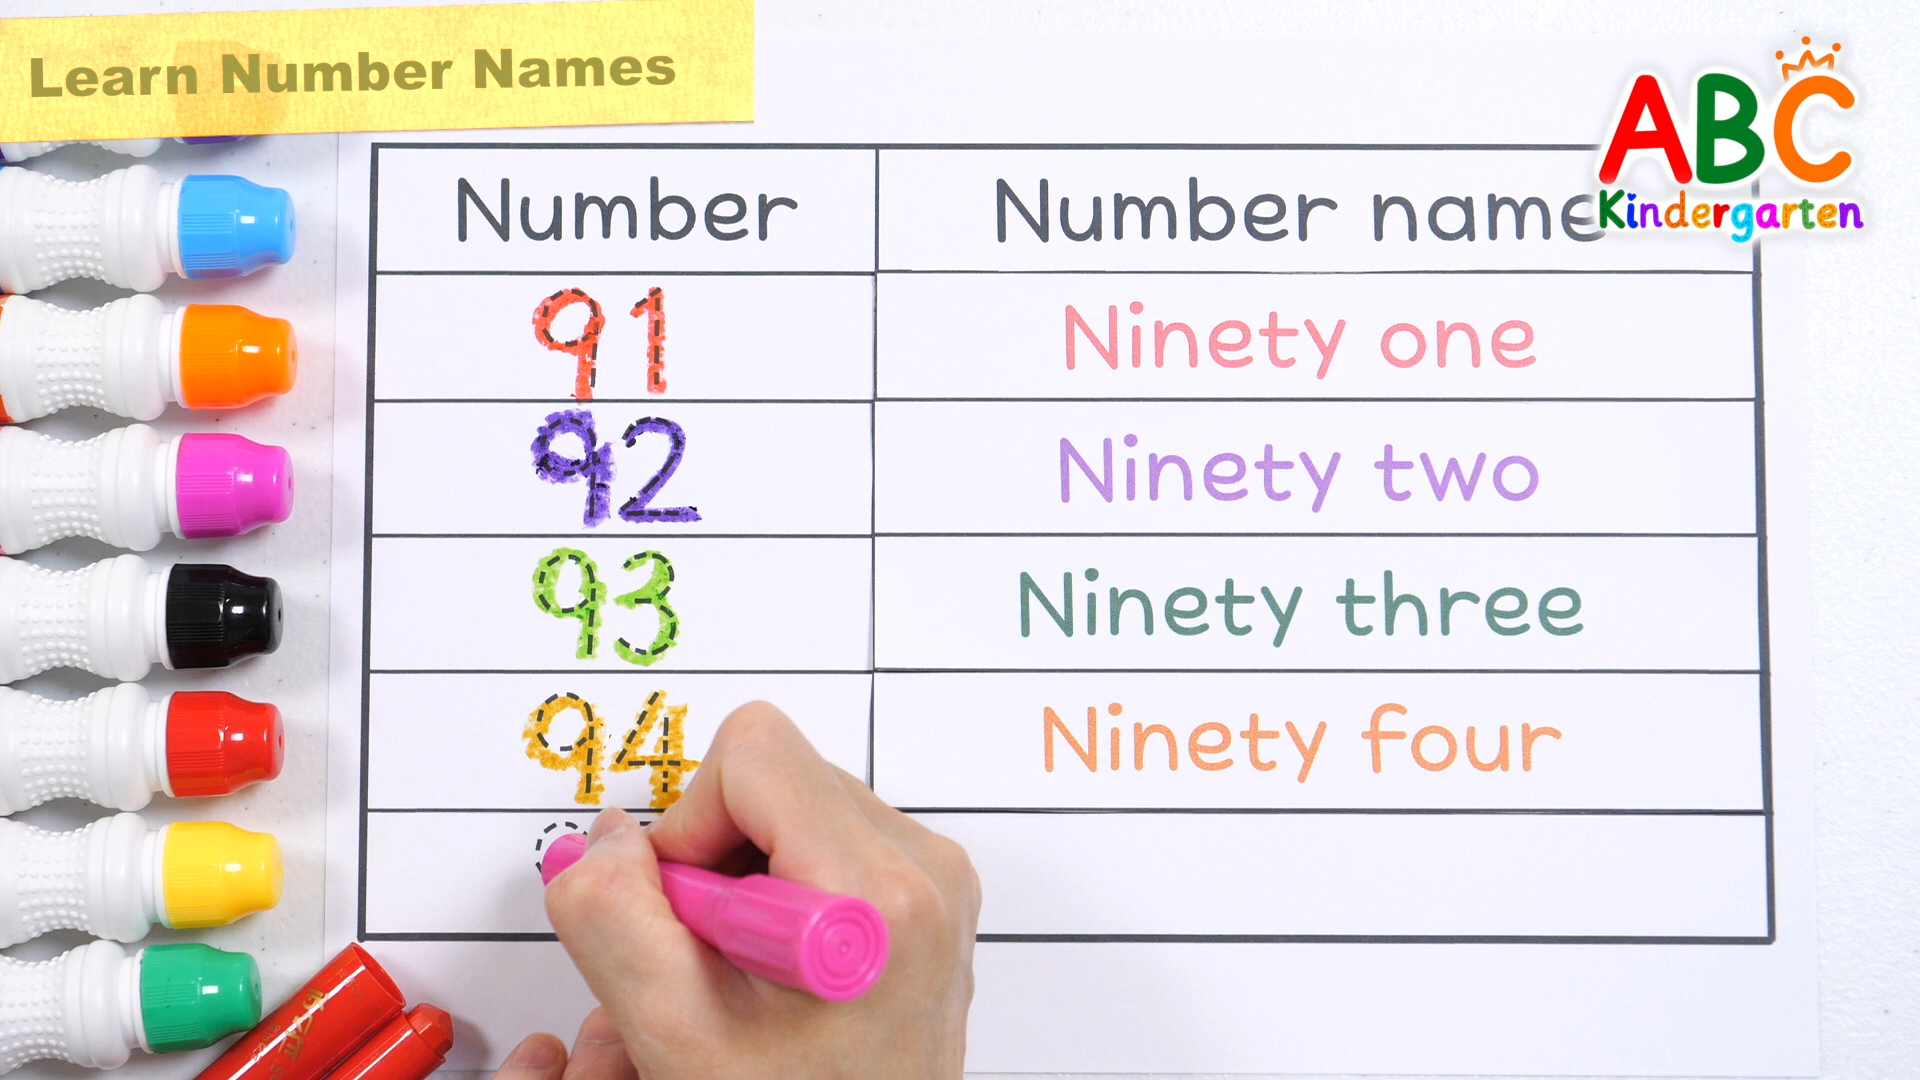 Learn Number Names
ABC
Kindergarten
Number Number name
91 Ninety one
92 Ninety two
93 Ninety three
94 Ninety four